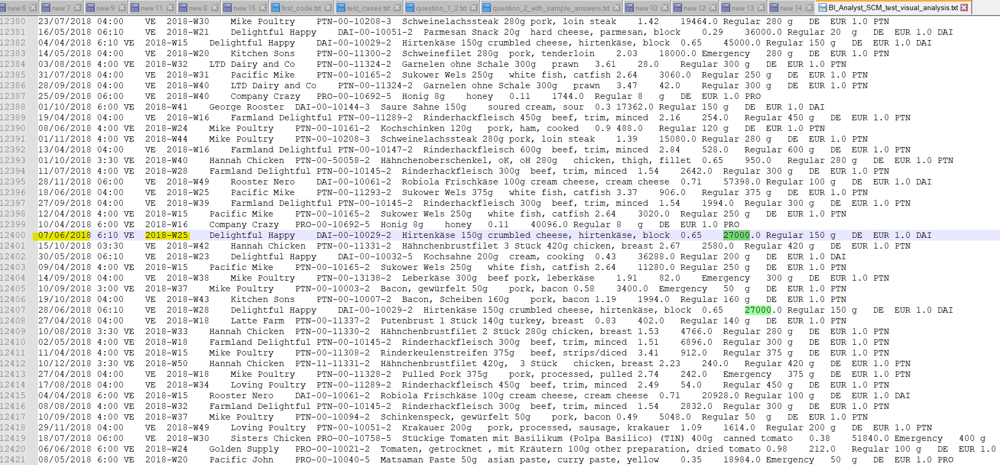 new 6 new 7 new 9 new 11 new 8 new 15 first_code.txt test_cases.txt question_1_2.txt question_2_with_sample_answers.txt new 10 new 12 new 13 new 14 BI_Analyst_SCM_test_visual_analysis.txt
12380 23/07/2018 04:00 VE 2018-W30 Mike Poultry PTN-00-10208-3 Schweinelachssteak 280g pork, loin steak 1.42 19464.0 Regular 280 g DE EUR 1.0 PTN
12381 16/05/2018 06:10 VE 2018-W21 Delightful Happy DAI-00-10051-2 Parmesan Snack 20g hard cheese, parmesan, block 0.29 36000.0 Regular 20 g DE EUR 1.0 DAI
12382 04/04/2018 6:10 VE 2018-W15 Delightful Happy DAI-00-10029-2 Hirtenkäse 150g crumbled cheese, hirtenkäse, block 0.65 45000.0 Regular 150 g DE EUR 1.0 DAI
12383 14/05/2018 04:00 VE 2018-W20 Kitchen Sons PTN-00-11300-2 Schweinefilet 280g pork, tenderloin 2.03 18000.0 Emergency 280 g DE EUR 1.0 PTN
12384 03/08/2018 4:00 VE 2018-W32 LTD Dairy and Co PTN-00-11324-2 Garnelen ohne Schale 300g prawn 3.61 28.0 Regular 300 g DE EUR 1.0 PTN
12385 31/07/2018 04:00 VE 2018-W31 Pacific Mike PTN-00-10165-2 Sukower Wels 250g white fish, catfish 2.64 3060.0 Regular 250 g DE EUR 1.0 PTN
12386 28/09/2018 04:00 VE 2018-W40 LTD Dairy and Co PTN-00-11324-2 Garnelen ohne Schale 300g prawn 3.47 42.0 Regular 300 g DE EUR 1.0 PTN
12387 25/09/2018 06:00 VE 2018-W40 Company Crazy PRO-00-10692-5 Honig 8g honey 0.11 1744.0 Regular 8 g DE EUR 1.0 PRO
12388 01/10/2018 6:00 VE 2018-W41 George Rooster DAI-00-10144-3 Saure Sahne 150g soured cream, sour 0.3 17362.0 Regular 150 g DE EUR 1.0 DAI
12389 19/04/2018 04:00 VE 2018-W16 Farmland Delightful PTN-00-11289-2 Rinderhackfleisch 450g beef, trim, minced 2.16 254.0 Regular 450 g DE EUR 1.0 PTN
12390 08/06/2018 4:00 VE 2018-W24 Mike Poultry PTN-00-10161-2 Kochschinken 120g pork, ham, cooked 0.9 488.0 Regular 120 g DE EUR 1.0 PTN
12391 01/11/2018 4:00 VE 2018-W44 Mike Poultry PTN-00-10208-3 Schweinelachssteak 280g pork, loin steak 1.39 15080.0 Regular 280 g DE EUR 1.0 PTN
12392 13/04/2018 04:00 VE 2018-W16 Farmland Delightful PTN-00-10147-2 Rinderhackfleisch 600g beef, trim, minced 2.84 528.0 Regular 600 g DE EUR 1.0 PTN
12393 01/10/2018 3:30 VE 2018-W40 Hannah Chicken PTN-00-50058-2 Hähnchenoberschenkel, oK, oH 280g chicken, thigh, fillet 0.65 950.0 Regular 280 g DE EUR 1.0 PTN
12394 11/07/2018 4:00 VE 2018-W28 Farmland Delightful PTN-00-10145-2 Rinderhackfleisch 300g beef, trim, minced 1.54 2642.0 Regular 300 g DE EUR 1.0 PTN
12395 28/11/2018 06:00 VE 2018-W49 Rooster Nero DAI-00-10061-2 Robiola Frischkäse 100g cream cheese, cream cheese 0.71 57398.0 Regular 100 g DE EUR 1.0 DAI
12396 18/06/2018 04:00 VE 2018-W25 Pacific Mike PTN-00-11293-2 Sukower Wels 375g white fish, catfish 3.37 906.0 Regular 375 g DE EUR 1.0 PTN
12397 27/09/2018 04:00 VE 2018-W39 Farmland Delightful PTN-00-10145-2 Rinderhackfleisch 300g beef, trim, minced 1.54 1994.0 Regular 300 g DE EUR 1.0 PTN
12398 12/04/2018 4:00 VE 2018-W15 Pacific Mike PTN-00-10165-2 Sukower Wels 250g white fish, catfish 2.64 3020.0 Regular 250 g DE EUR 1.0 PTN
12399 10/04/2018 6:00 VE 2018-W16 Company Crazy PRO-00-10692-5 Honig 8g honey 0.11 40096.0 Regular 8 g DE EUR 1.0 PRO
12400 07/06/2018 6:10 VE 2018-W25 Delightful Happy DAI-00-10029-2 Hirtenkäse 150g crumbled cheese, hirtenkäse, block 0.65 27000.0 Regular 150 g DE EUR 1.0 DAI
12401 15/10/2018 03:30 VE 2018-W42 Hannah Chicken PTN-00-11331-2 Hähnchenbrustfilet 3 Stück 420g chicken, breast 2.67 2580.0 Regular 420 g DE EUR 1.0 PTN
12402 30/05/2018 06:10 VE 2018-W23 Delightful Happy DAI-00-10032-5 Kochsahne 200g cream, cooking 0.43 36288.0 Regular 200 g DE EUR 1.0 DAI
12403 09/04/2018 4:00 VE 2018-W15 Pacific Mike PTN-00-10165-2 Sukower Wels 250g white fish, catfish 2.64 11280.0 Regular 250 g DE EUR 1.0 PTN
12404 14/09/2018 04:00 VE 2018-W38 Mike Poultry PTN-00-13138-2 Leberkäse 300g beef pork, leberkäse 1.91 82.0 Emergency 300 g DE EUR 1.0 PTN
12405 10/09/2018 3:00 VE 2018-W37 Mike Poultry PTN-00-10003-2 Bacon, gewürfelt 50g pork, bacon 0.58 3400.0 Emergency 50 g DE EUR 1.0 PTN
12406 19/10/2018 04:00 VE 2018-W43 Kitchen Sons PTN-00-10007-2 Bacon, Scheiben 160g pork, bacon 1.19 1994.0 Regular 160 g DE EUR 1.0 PTN
12407 28/06/2018 06:10 VE 2018-W28 Delightful Happy DAI-00-10029-2 Hirtenkäse 150g crumbled cheese, hirtenkäse, block 0.65 27000.0 Regular 150 g DE EUR 1.0 DAI
12408 27/04/2018 04:00 VE 2018-W18 Latte Farm PTN-00-11337-2 Putenbrust 1 Stück 140g turkey, breast 0.83 402.0 Regular 140 g DE EUR 1.0 PTN
12409 10/08/2018 3:30 VE 2018-W33 Hannah Chicken PTN-00-11330-2 Hähnchenbrustfilet 2 Stück 280g chicken, breast 1.53 4766.0 Regular 280 g DE EUR 1.0 PTN
12410 02/05/2018 4:00 VE 2018-W18 Farmland Delightful PTN-00-10145-2 Rinderhackfleisch 300g beef, trim, minced 1.51 6896.0 Regular 300 g DE EUR 1.0 PTN
12411 11/04/2018 4:00 VE 2018-W15 Mike Poultry PTN-00-11308-2 Rinderkeulenstreifen 375g beef, strips/diced 3.41 912.0 Regular 375 g DE EUR 1.0 PTN
12412 10/12/2018 3:30 VE 2018-W50 Hannah Chicken PTN-11-11331-2 Hähnchenbrustfilet 420g, 3 Stück chicken, breast 2.23 240.0 Regular 420 g DE EUR 1.0 PTN
12413 27/04/2018 04:00 VE 2018-W18 Mike Poultry PTN-00-11328-2 Pulled Pork 375g pork, processed, pulled 2.74 242.0 Emergency 375 g DE EUR 1.0 PTN
12414 17/08/2018 04:00 VE 2018-W34 Loving Poultry PTN-00-11289-2 Rinderhackfleisch 450g beef, trim, minced 2.49 54.0 Regular 450 g DE EUR 1.0 PTN
12415 04/04/2018 6:00 VE 2018-W15 Rooster Nero DAI-00-10061-2 Robiola Frischkäse 100g cream cheese, cream cheese 0.71 20928.0 Regular 100 g DE EUR 1.0 DAI
12416 08/08/2018 4:00 VE 2018-W32 Farmland Delightful PTN-00-10145-2 Rinderhackfleisch 300g beef, trim, minced 1.54 2832.0 Regular 300 g DE EUR 1.0 PTN
12417 10/09/2018 4:00 VE 2018-W37 Mike Poultry PTN-00-10094-2 Schinkenspeck, gewürfelt 50g pork, bacon 0.49 5048.0 Regular 50 g DE EUR 1.0 PTN
12418 29/11/2018 04:00 VE 2018-W49 Loving Poultry PTN-00-10051-2 Krakauer 200g pork, processed, sausage, krakauer 1.09 1614.0 Regular 200 g DE EUR 1.0 PTN
12419 18/07/2018 06:00 VE 2018-W30 Sisters Chicken PRO-00-10758-5 Stückige Tomaten mit Basilikum (Polpa Basilico) (TIN) 400g canned tomato 0.38 51840.0 Emergency 400 g
12420 06/06/2018 6:00 VE 2018-W24 Golden Supply PRO-00-10021-2 Tomaten, getrocknet , mit Kräutern 100g other preparation, dried tomato 0.98 212.0 Regular 100 g DE EUR 1.0
12421 08/05/2018 6:00 VE 2018-W20 Pacific John PRO-00-10040-5 Matsaman Paste 50g asian paste, curry paste, yellow 0.35 18984.0 Emergency 50 g DE EUR 1.0 PRO